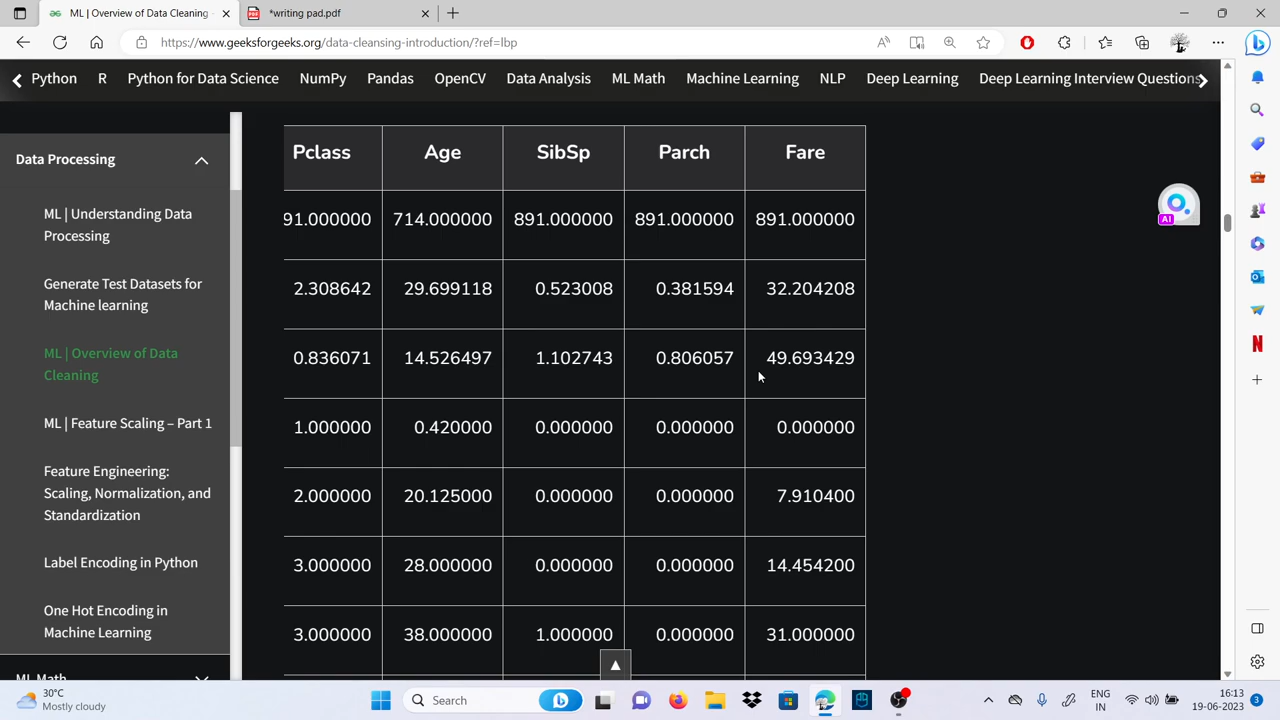 ML | Overview of Data Cleaning
*writing pad.pdf
https://www.geeksforgeeks.org/data-cleansing-introduction/?ref=lbp
Python R Python for Data Science NumPy Pandas OpenCV Data Analysis ML Math Machine Learning NLP Deep Learning Deep Learning Interview Questions
Data Processing
ML | Understanding Data
Processing
Generate Test Datasets for
Machine learning
ML | Overview of Data
Cleaning
ML | Feature Scaling – Part 1
Feature Engineering:
Scaling, Normalization, and
Standardization
Label Encoding in Python
One Hot Encoding in
Machine Learning
ML Math
Pclass Age SibSp Parch Fare
91.000000 714.000000 891.000000 891.000000 891.000000
2.308642 29.699118 0.523008 0.381594 32.204208
0.836071 14.526497 1.102743 0.806057 49.693429
1.000000 0.420000 0.000000 0.000000 0.000000
2.000000 20.125000 0.000000 0.000000 7.910400
3.000000 28.000000 0.000000 0.000000 14.454200
3.000000 38.000000 1.000000 0.000000 31.000000
AI
30°C
Mostly cloudy
Search
ENG
IN
16:13
19-06-2023
3